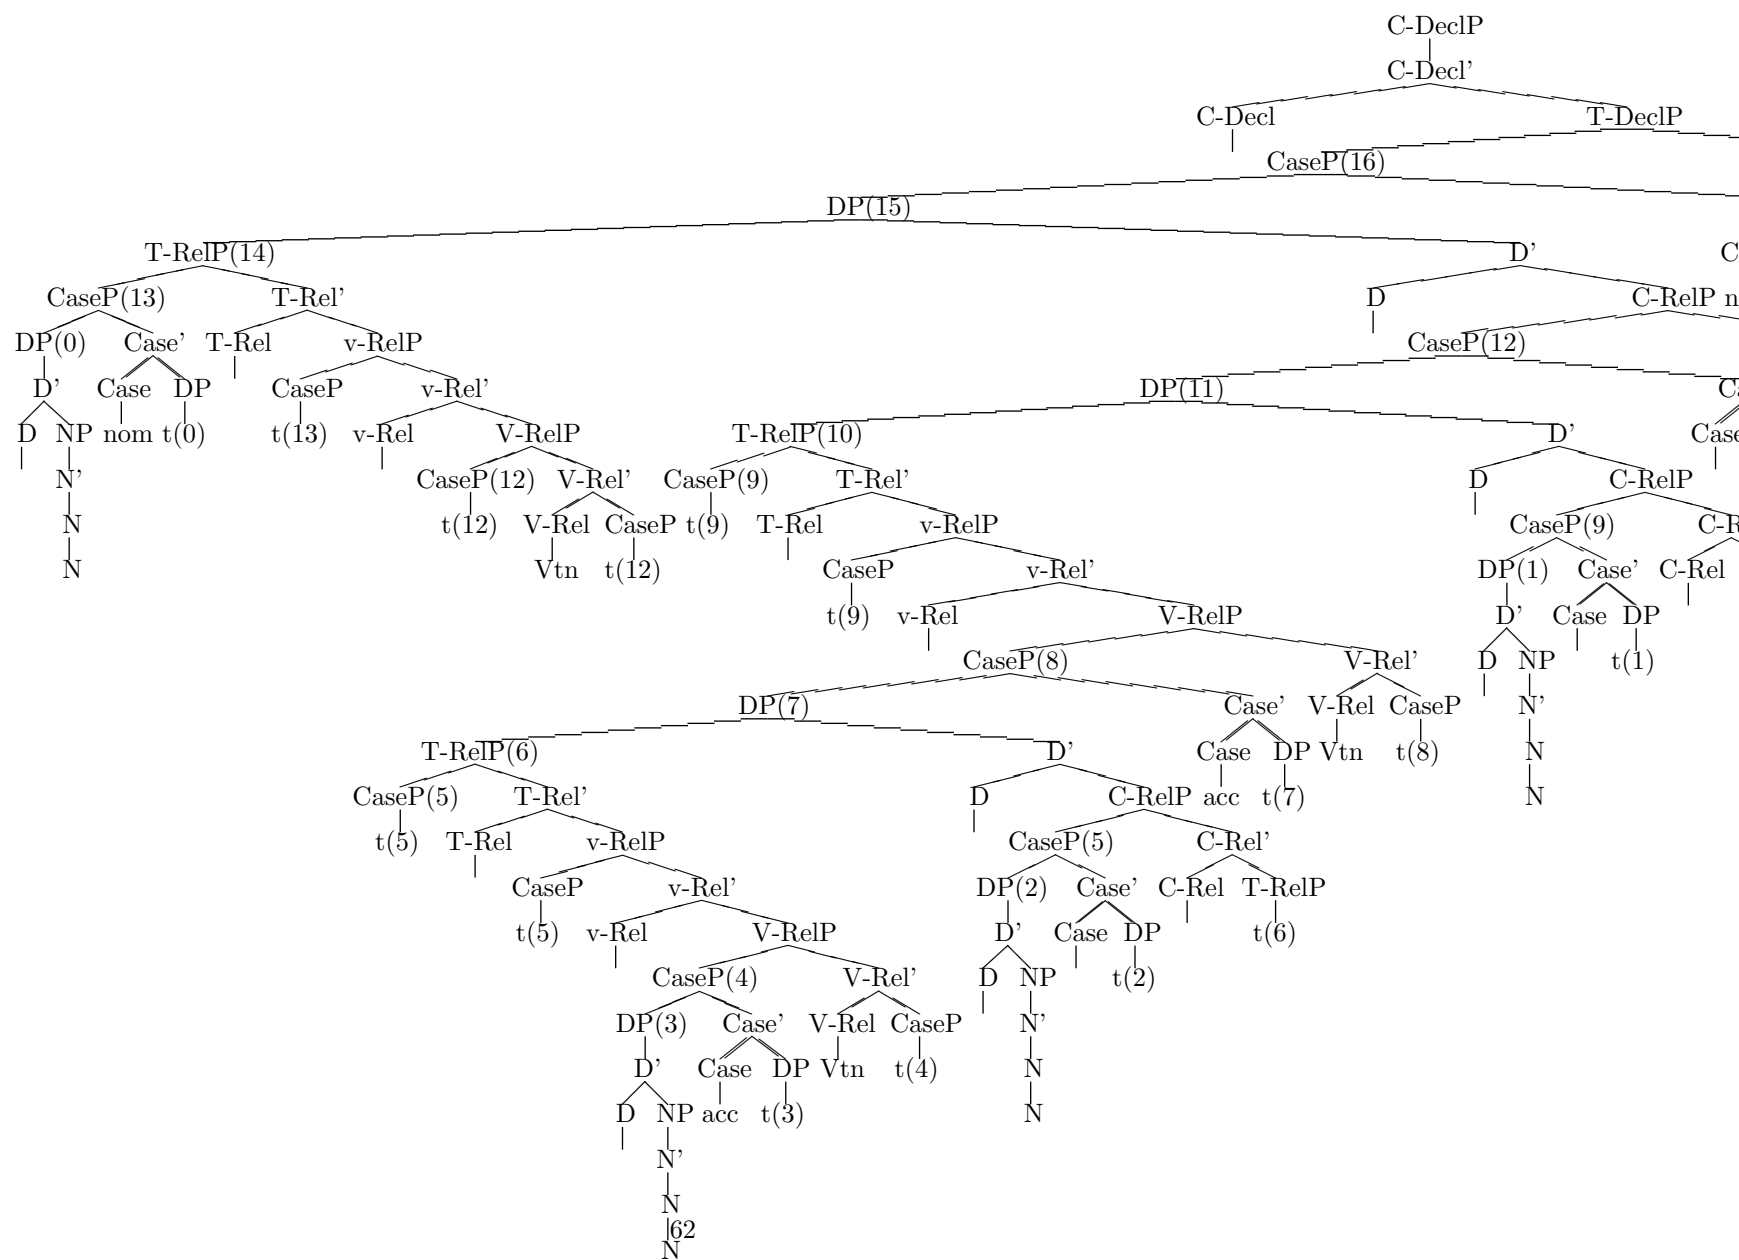 C-DeclP
C-Decl’
C-Decl T-DeclP
CaseP(16)
DP(15)
T-RelP(14) D’ C
CaseP(13) T-Rel’ D C-RelP n
DP(0) Case’ T-Rel v-RelP CaseP(12)
D’ Case DP CaseP v-Rel’ DP(11) Ca
D NP nom t(0) t(13) v-Rel V-RelP T-RelP(10) D’ Case
N’ CaseP(12) V-Rel’ CaseP(9) T-Rel’ D C-RelP
N t(12) V-Rel CaseP t(9) T-Rel v-RelP CaseP(9) C-R
N Vtn t(12) CaseP v-Rel’ DP(1) Case’ C-Rel
t(9) v-Rel V-RelP D’ Case DP
CaseP(8) V-Rel’ D NP t(1)
DP(7) Case’ V-Rel CaseP N’
T-RelP(6) D’ Case DP Vtn t(8) N
CaseP(5) T-Rel’ D C-RelP acc t(7) N
t(5) T-Rel v-RelP CaseP(5) C-Rel’
CaseP v-Rel’ DP(2) Case’ C-Rel T-RelP
t(5) v-Rel V-RelP D’ Case DP t(6)
CaseP(4) V-Rel’ D NP t(2)
DP(3) Case’ V-Rel CaseP N’
D’ Case DP Vtn t(4) N
D NP acc t(3) N
N’
N
62
N